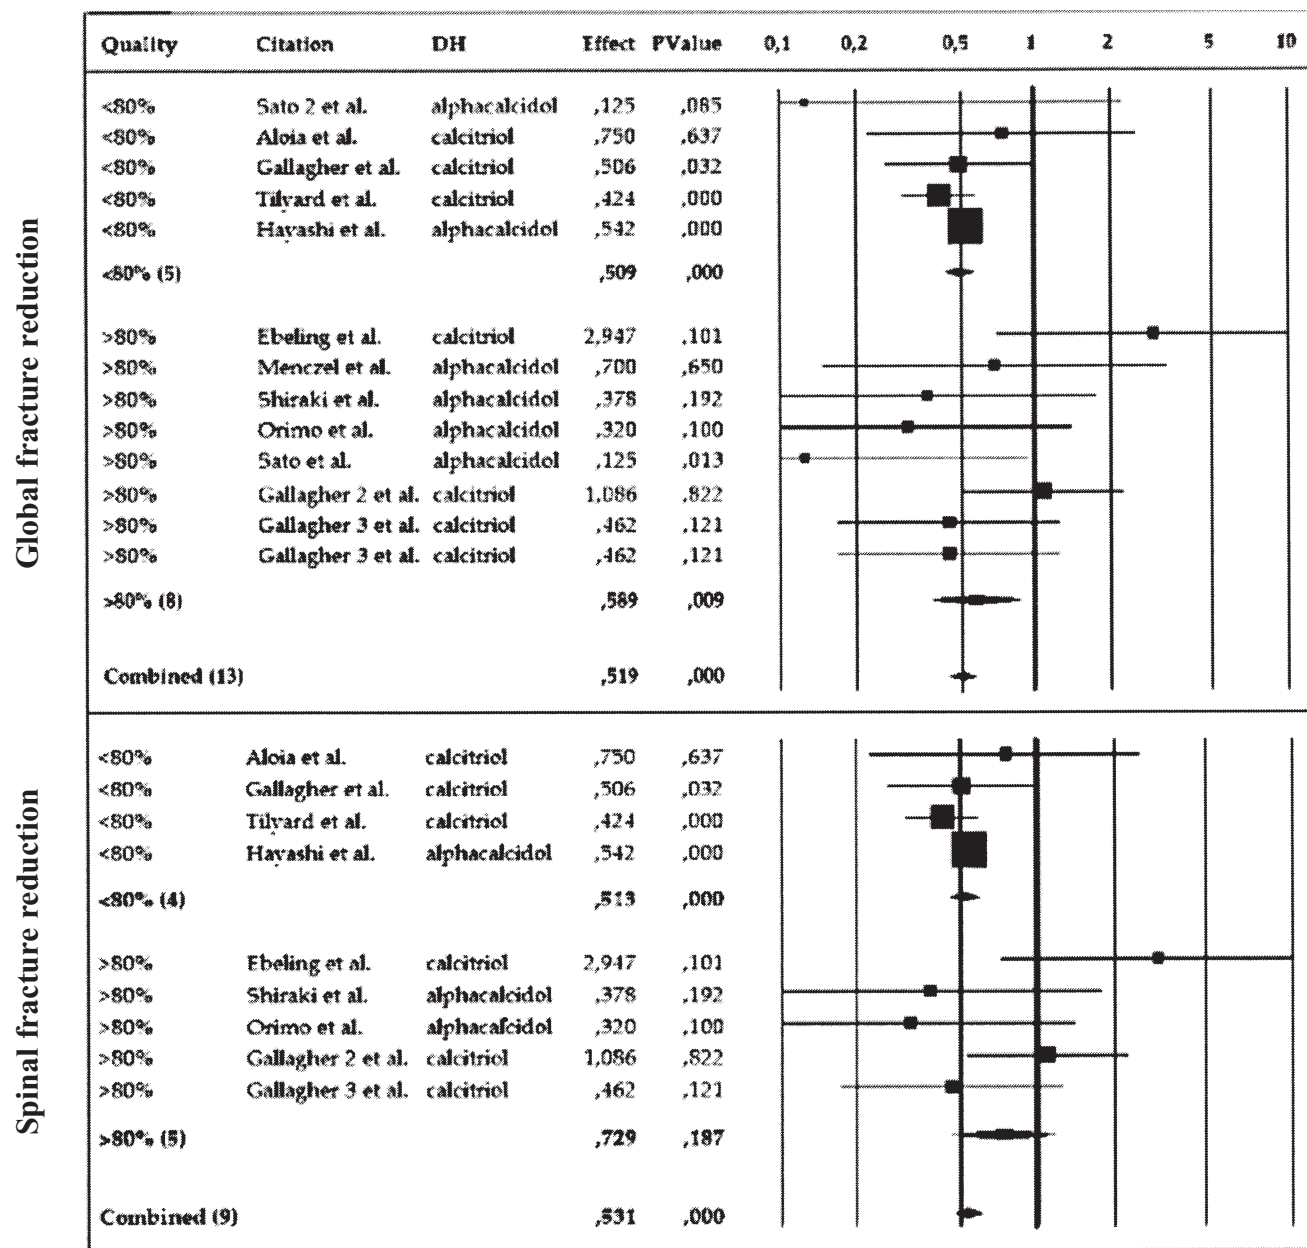 Quality Citation DH Effect PValue 0,1 0,2 0,5 1 2 5 10
Global fracture reduction
<80% Sato 2 et al. alphacalcidol ,125 ,085
<80% Aloia et al. calcitriol ,750 ,637
<80% Gallagher et al. calcitriol ,506 ,032
<80% Tilyard et al. calcitriol ,424 ,000
<80% Hayashi et al. alphacalcidol ,542 ,000
<80% (5) ,509 ,000
>80% Ebeling et al. calcitriol 2,947 ,101
>80% Menczel et al. alphacalcidol ,700 ,650
>80% Shiraki et al. alphacalcidol ,378 ,192
>80% Orimo et al. alphacalcidol ,320 ,100
>80% Sato et al. alphacalcidol ,125 ,013
>80% Gallagher 2 et al. calcitriol 1,086 ,822
>80% Gallagher 3 et al. calcitriol ,462 ,121
>80% Gallagher 3 et al. calcitriol ,462 ,121
>80% (8) ,589 ,009
Combined (13) ,519 ,000
Spinal fracture reduction
<80% Aloia et al. calcitriol ,750 ,637
<80% Gallagher et al. calcitriol ,506 ,032
<80% Tilyard et al. calcitriol ,424 ,000
<80% Hayashi et al. alphacalcidol ,542 ,000
<80% (4) ,513 ,000
>80% Ebeling et al. calcitriol 2,947 ,101
>80% Shiraki et al. alphacalcidol ,378 ,192
>80% Orimo et al. alphacalcidol ,320 ,100
>80% Gallagher 2 et al. calcitriol 1,086 ,822
>80% Gallagher 3 et al. calcitriol ,462 ,121
>80% (5) ,729 ,187
Combined (9) ,531 ,000